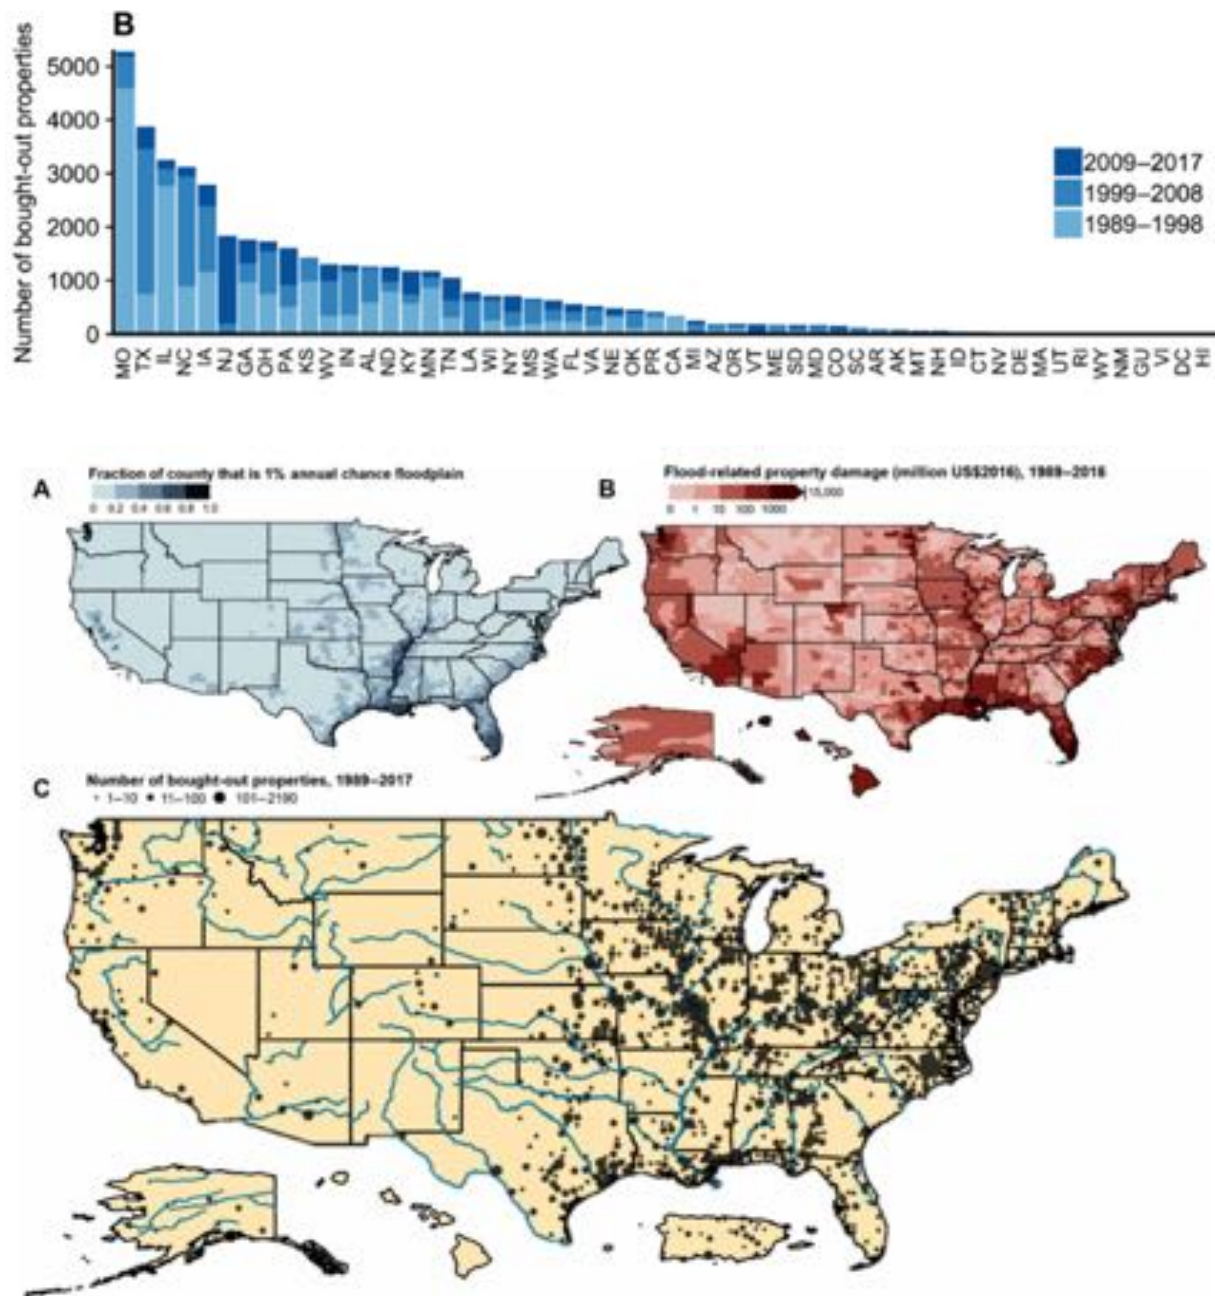 B
Number of bought-out properties
5000
4000
3000
2000
1000
0
2009–2017
1999–2008
1989–1998
MO TX IL NC IA NJ GA OH PA KS WV IN AL ND KY MN TN LA WI NY MS WA FL VA NE OK PR CA MI AZ OR VT ME SD MD CO SC AR AK MT NH ID CT NV DE MA UT RI WY NM GU VI DC HI
A
Fraction of county that is 1% annual chance floodplain
0 0.2 0.4 0.6 0.8 1.0
B
Flood-related property damage (million US$2016), 1989–2016
15,000
0 1 10 100 1000
C
Number of bought-out properties, 1989–2017
1–10 11–100 101–2190